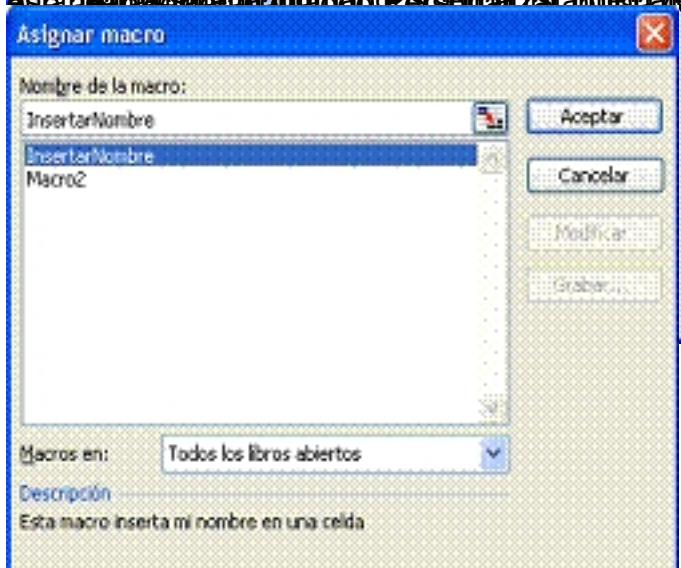 Asignar macro
Nombre de la macro:
InsertarNombre
Aceptar
InsertarNombre
Macro2
Cancelar
Modificar
Grabar...
Macros en:
Todos los libros abiertos
Descripción
Esta macro inserta mi nombre en una celda